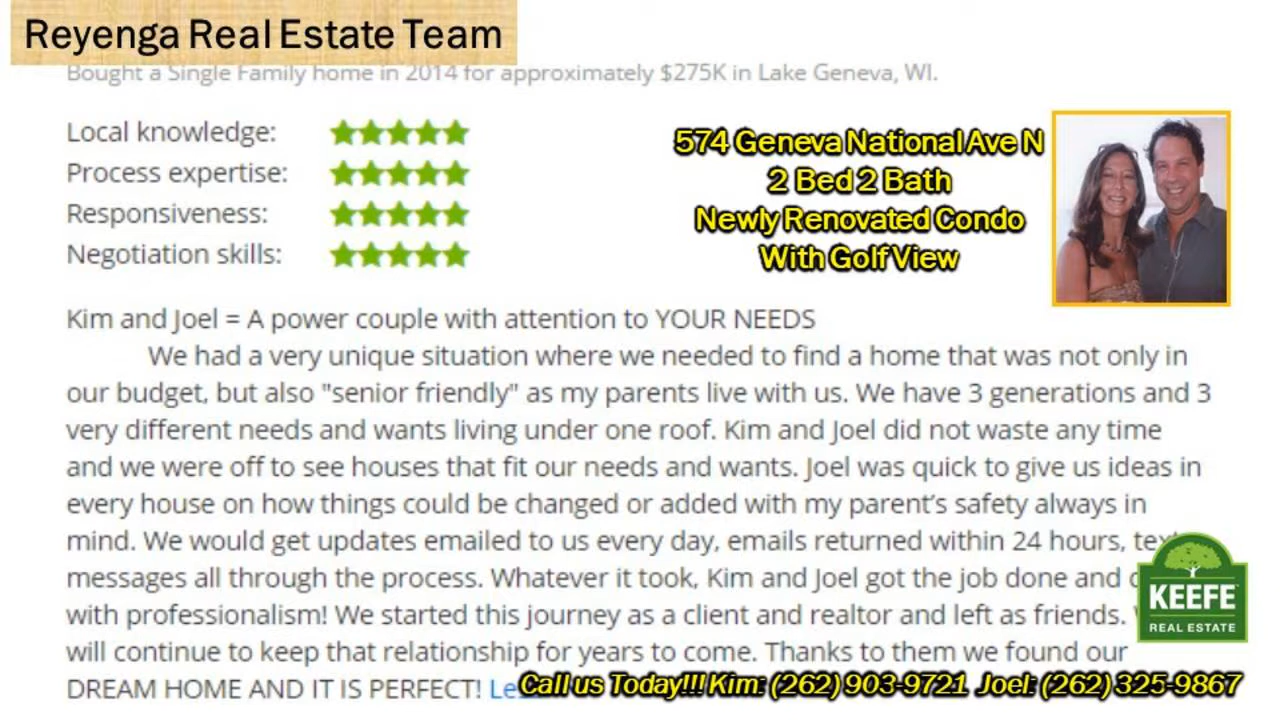 Reyenga Real Estate Team
Bought a Single Family home in 2014 for approximately $275K in Lake Geneva, WI.
Local knowledge:
Process expertise:
Responsiveness:
Negotiation skills:
574 Geneva National Ave N
2 Bed 2 Bath
Newly Renovated Condo
With Golf View
Kim and Joel = A power couple with attention to YOUR NEEDS
We had a very unique situation where we needed to find a home that was not only in
our budget, but also "senior friendly" as my parents live with us. We have 3 generations and 3
very different needs and wants living under one roof. Kim and Joel did not waste any time
and we were off to see houses that fit our needs and wants. Joel was quick to give us ideas in
every house on how things could be changed or added with my parent's safety always in
mind. We would get updates emailed to us every day, emails returned within 24 hours,
messages all through the process. Whatever it took, Kim and Joel got the job done and
with professionalism! We started this journey as a client and realtor and left as friends.
will continue to keep that relationship for years to come. Thanks to them we found our
DREAM HOME AND IT IS PERFECT!
KEEFE
REAL ESTATE
Call us Today!!! Kim: (262) 903-9721 Joel: (262) 325-9867